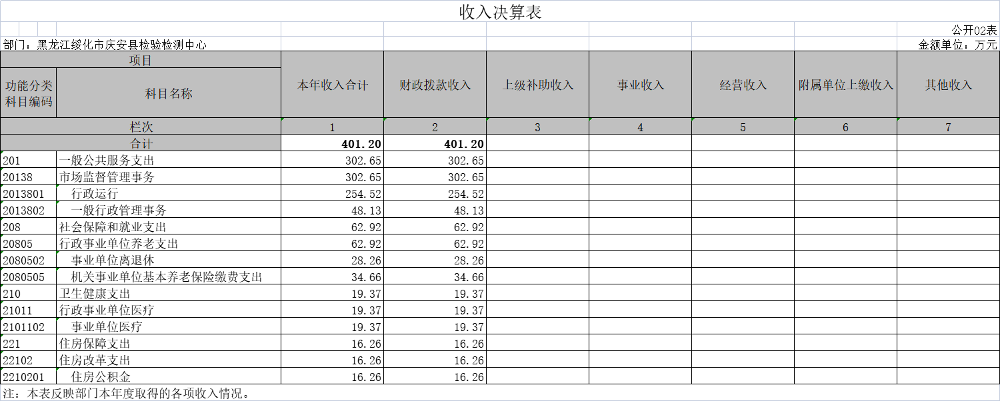 收入决算表
公开02表
部门：黑龙江绥化市庆安县检验检测中心 金额单位：万元
项目
功能分类科目编码 科目名称 本年收入合计 财政拨款收入 上级补助收入 事业收入 经营收入 附属单位上缴收入 其他收入
栏次 1 2 3 4 5 6 7
合计 401.20 401.20
201 一般公共服务支出 302.65 302.65
20138 市场监督管理事务 302.65 302.65
2013801 行政运行 254.52 254.52
2013802 一般行政管理事务 48.13 48.13
208 社会保障和就业支出 62.92 62.92
20805 行政事业单位养老支出 62.92 62.92
2080502 事业单位离退休 28.26 28.26
2080505 机关事业单位基本养老保险缴费支出 34.66 34.66
210 卫生健康支出 19.37 19.37
21011 行政事业单位医疗 19.37 19.37
2101102 事业单位医疗 19.37 19.37
221 住房保障支出 16.26 16.26
22102 住房改革支出 16.26 16.26
2210201 住房公积金 16.26 16.26
注：本表反映部门本年度取得的各项收入情况。